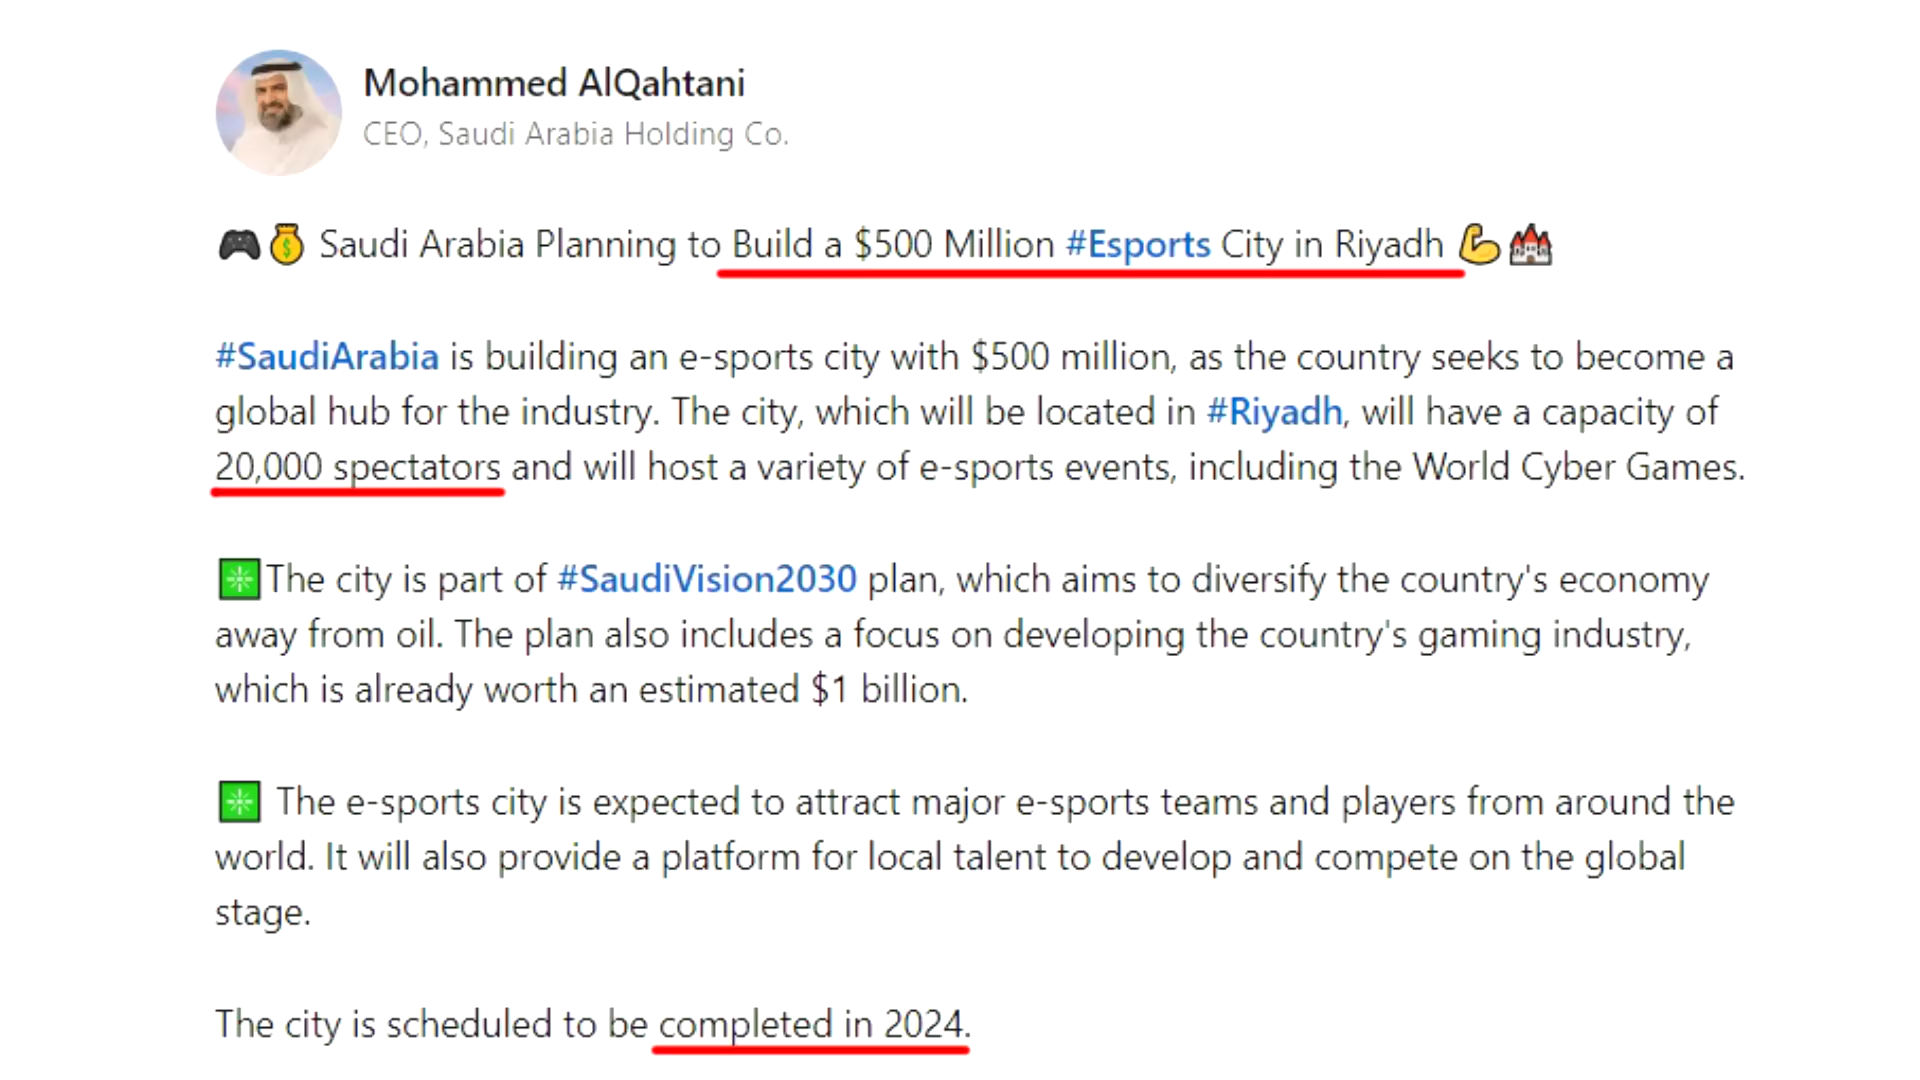 Mohammed AlQahtani
CEO, Saudi Arabia Holding Co.
🎮💰 Saudi Arabia Planning to Build a $500 Million #Esports City in Riyadh 💪🏰
#SaudiArabia is building an e-sports city with $500 million, as the country seeks to become a
global hub for the industry. The city, which will be located in #Riyadh, will have a capacity of
20,000 spectators and will host a variety of e-sports events, including the World Cyber Games.
❇️The city is part of #SaudiVision2030 plan, which aims to diversify the country's economy
away from oil. The plan also includes a focus on developing the country's gaming industry,
which is already worth an estimated $1 billion.
❇️ The e-sports city is expected to attract major e-sports teams and players from around the
world. It will also provide a platform for local talent to develop and compete on the global
stage.
The city is scheduled to be completed in 2024.